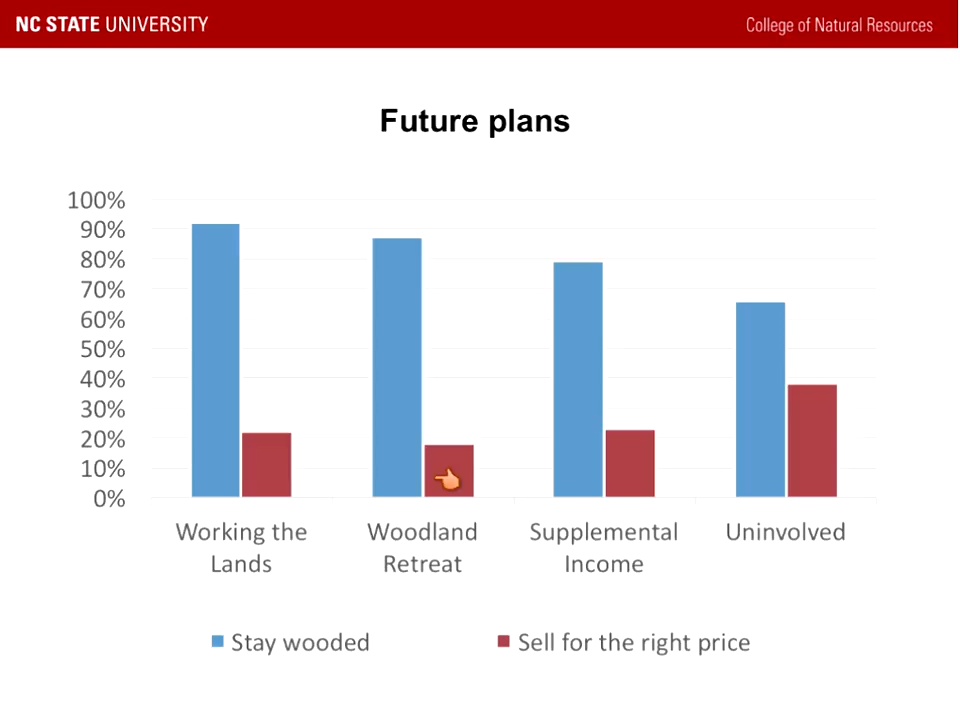 NC STATE UNIVERSITY
College of Natural Resources
Future plans
100%
90%
80%
70%
60%
50%
40%
30%
20%
10%
0%
Working the
Lands
Woodland
Retreat
Supplemental
Income
Uninvolved
Stay wooded
Sell for the right price